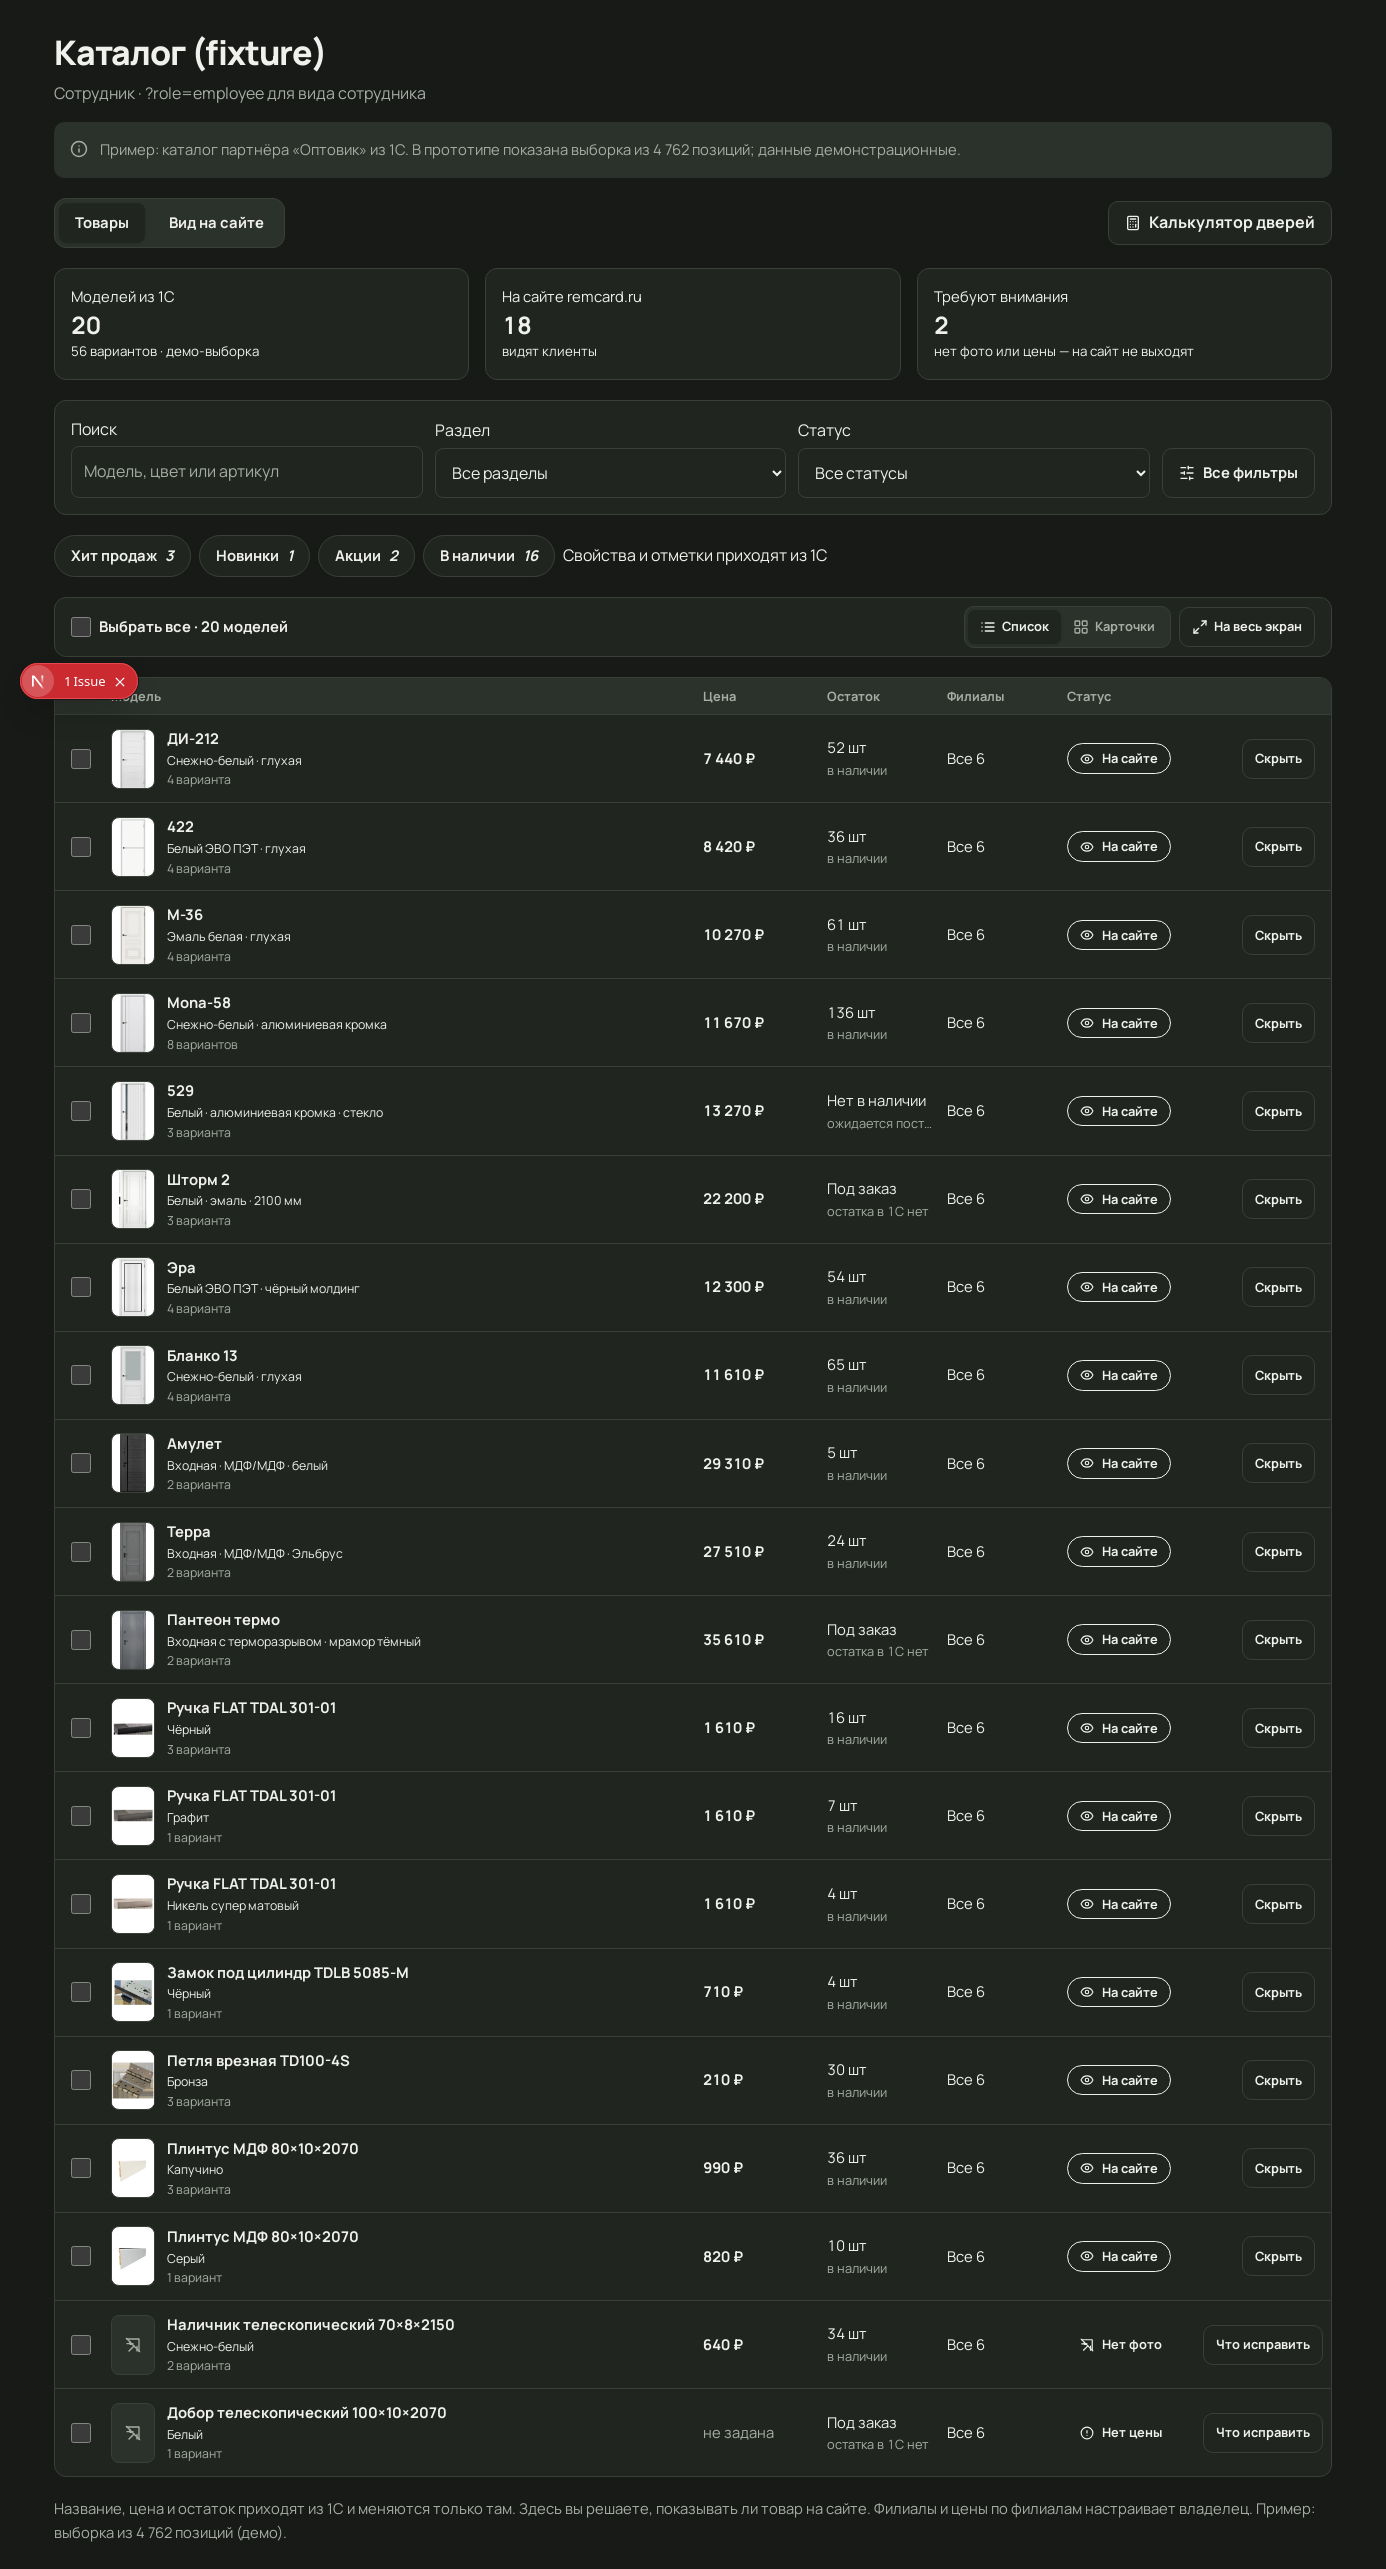 Каталог (fixture)
Сотрудник · ?role=employee для вида сотрудника
Пример: каталог партнёра «Оптовик» из 1С. В прототипе показана выборка из 4 762 позиций; данные демонстрационные.
Товары
Вид на сайте
Калькулятор дверей
Моделей из 1С
20
56 вариантов · демо-выборка
На сайте remcard.ru
18
видят клиенты
Требуют внимания
2
нет фото или цены — на сайт не выходят
Поиск
Модель, цвет или артикул
Раздел
Все разделы
Статус
Все статусы
Все фильтры
Хит продаж 3
Новинки 1
Акции 2
В наличии 16
Свойства и отметки приходят из 1С
Выбрать все · 20 моделей
Список
Карточки
На весь экран
1 Issue
Цена
Остаток
Филиалы
Статус
ДИ-212
Снежно-белый · глухая
4 варианта
7 440 ₽
52 шт
в наличии
Все 6
На сайте
Скрыть
422
Белый ЭВО ПЭТ · глухая
4 варианта
8 420 ₽
36 шт
в наличии
Все 6
На сайте
Скрыть
М-36
Эмаль белая · глухая
4 варианта
10 270 ₽
61 шт
в наличии
Все 6
На сайте
Скрыть
Mona-58
Снежно-белый · алюминиевая кромка
8 вариантов
11 670 ₽
136 шт
в наличии
Все 6
На сайте
Скрыть
529
Белый · алюминиевая кромка · стекло
3 варианта
13 270 ₽
Нет в наличии
ожидается пост…
Все 6
На сайте
Скрыть
Шторм 2
Белый · эмаль · 2100 мм
3 варианта
22 200 ₽
Под заказ
остатка в 1С нет
Все 6
На сайте
Скрыть
Эра
Белый ЭВО ПЭТ · чёрный молдинг
4 варианта
12 300 ₽
54 шт
в наличии
Все 6
На сайте
Скрыть
Бланко 13
Снежно-белый · глухая
4 варианта
11 610 ₽
65 шт
в наличии
Все 6
На сайте
Скрыть
Амулет
Входная · МДФ/МДФ · белый
2 варианта
29 310 ₽
5 шт
в наличии
Все 6
На сайте
Скрыть
Терра
Входная · МДФ/МДФ · Эльбрус
2 варианта
27 510 ₽
24 шт
в наличии
Все 6
На сайте
Скрыть
Пантеон термо
Входная с терморазрывом · мрамор тёмный
2 варианта
35 610 ₽
Под заказ
остатка в 1С нет
Все 6
На сайте
Скрыть
Ручка FLAT TDAL 301-01
Чёрный
3 варианта
1 610 ₽
16 шт
в наличии
Все 6
На сайте
Скрыть
Ручка FLAT TDAL 301-01
Графит
1 вариант
1 610 ₽
7 шт
в наличии
Все 6
На сайте
Скрыть
Ручка FLAT TDAL 301-01
Никель супер матовый
1 вариант
1 610 ₽
4 шт
в наличии
Все 6
На сайте
Скрыть
Замок под цилиндр TDLB 5085-M
Чёрный
1 вариант
710 ₽
4 шт
в наличии
Все 6
На сайте
Скрыть
Петля врезная TD100-4S
Бронза
3 варианта
210 ₽
30 шт
в наличии
Все 6
На сайте
Скрыть
Плинтус МДФ 80×10×2070
Капучино
3 варианта
990 ₽
36 шт
в наличии
Все 6
На сайте
Скрыть
Плинтус МДФ 80×10×2070
Серый
1 вариант
820 ₽
10 шт
в наличии
Все 6
На сайте
Скрыть
Наличник телескопический 70×8×2150
Снежно-белый
2 варианта
640 ₽
34 шт
в наличии
Все 6
Нет фото
Что исправить
Добор телескопический 100×10×2070
Белый
1 вариант
не задана
Под заказ
остатка в 1С нет
Все 6
Нет цены
Что исправить
Название, цена и остаток приходят из 1С и меняются только там. Здесь вы решаете, показывать ли товар на сайте. Филиалы и цены по филиалам настраивает владелец. Пример:
выборка из 4 762 позиций (демо).